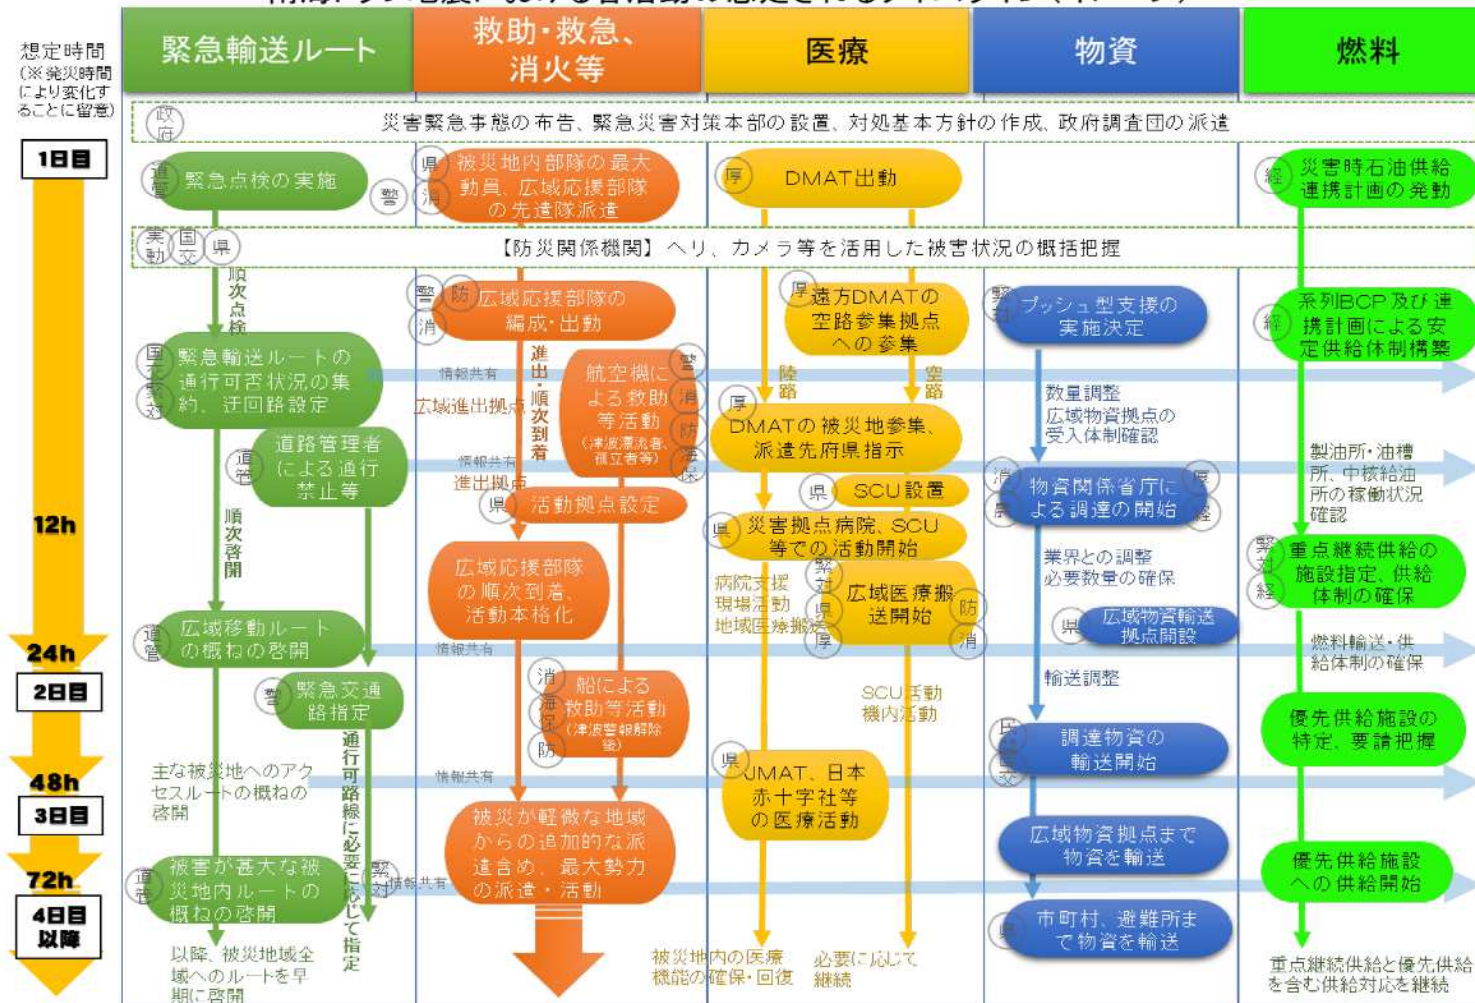 想定時間
(※発災時間
により変化す
ることに留意)
緊急輸送ルート
救助・救急、
消火等
医療
物資
燃料
政府
災害緊急事態の布告、緊急災害対策本部の設置、対処基本方針の作成、政府調査団の派遣
1日目
道管
緊急点検の実施
県
警
消
被災地内部隊の最大
動員、広域応援部隊
の先遣隊派遣
厚
DMAT出動
経
災害時石油供給
連携計画の発動
実動
国交
県
【防災関係機関】ヘリ、カメラ等を活用した被害状況の概括把握
順次点検
警
防
消
広域応援部隊の
編成・出動
厚
遠方DMATの
空路参集拠点
への参集
緊対
プッシュ型支援の
実施決定
経
系列BCP及び連
携計画による安
定供給体制構築
国交
緊対
緊急輸送ルートの
通行可否状況の集
約、迂回路設定
情報共有
広域進出拠点
進出・順次到着
航空機に
よる救助
等活動
(津波漂流者、
孤立者等)
警
消
防
海保
陸路
空路
数量調整
広域物資拠点の
受入体制確認
道管
道路管理者
による通行
禁止等
情報共有
進出拠点
厚
DMATの被災地参集、
派遣先府県指示
製油所・油槽
所、中核給油
所の稼働状況
確認
県
活動拠点設定
県
SCU設置
消
農
厚
経
物資関係省庁
による調達の開始
12h
順次啓開
県
災害拠点病院、SCU
等での活動開始
緊対
経
重点継続供給の
施設指定、供給
体制の確保
広域応援部隊
の順次到着、
活動本格化
病院支援
現場活動
地域医療搬送
緊対
県
厚
防
消
広域医療搬
送開始
業界との調整
必要数量の確保
道管
広域移動ルート
の概ねの啓開
情報共有
県
広域物資輸送
拠点開設
燃料輸送・供
給体制の確保
24h
2日目
警
緊急交通
路指定
消
海保
防
船による
救助等活動
(津波警報解除
後)
SCU活動
機内活動
輸送調整
優先供給施設の
特定、要請把握
通行可路線に必要に応じて指定
調達物資の
輸送開始
48h
主な被災地へのアク
セスルートの概ねの
啓開
情報共有
県
JMAT、日本
赤十字社等
の医療活動
3日目
被災が軽微な地域
からの追加的な派
遣含め、最大勢力
の派遣・活動
広域物資拠点まで
物資を輸送
72h
道管
被害が甚大な被
災地内ルートの
概ねの啓開
緊対
情報共有
優先供給施設
への供給開始
4日目
以降
県
市町村、避難所ま
で物資を輸送
以降、被災地域全
域へのルートを早
期に啓開
被災地内の医療
機能の確保・回復
必要に応じて
継続
重点継続供給と優先供給
を含む供給対応を継続